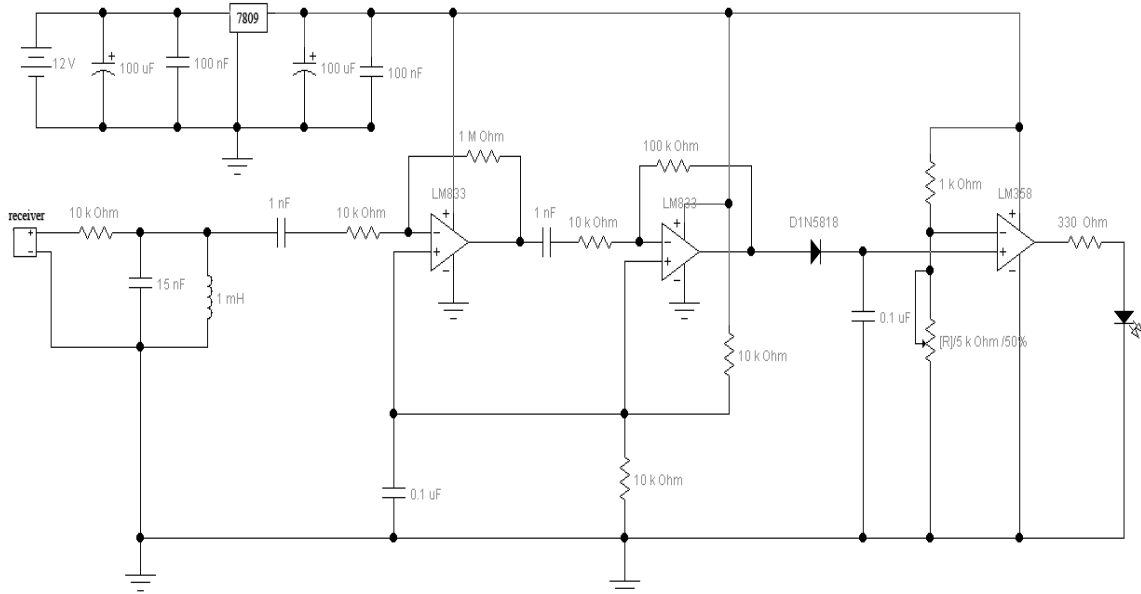 7809
12 V
100 uF
100 nF
100 uF
100 nF
1 M Ohm
100 k Ohm
LM833
LM833
1 k Ohm
LM358
receiver
10 k Ohm
1 nF
10 k Ohm
1 nF
10 k Ohm
D1N5818
330 Ohm
15 nF
1 mH
0.1 uF
[R]/5 k Ohm /50%
10 k Ohm
10 k Ohm
0.1 uF